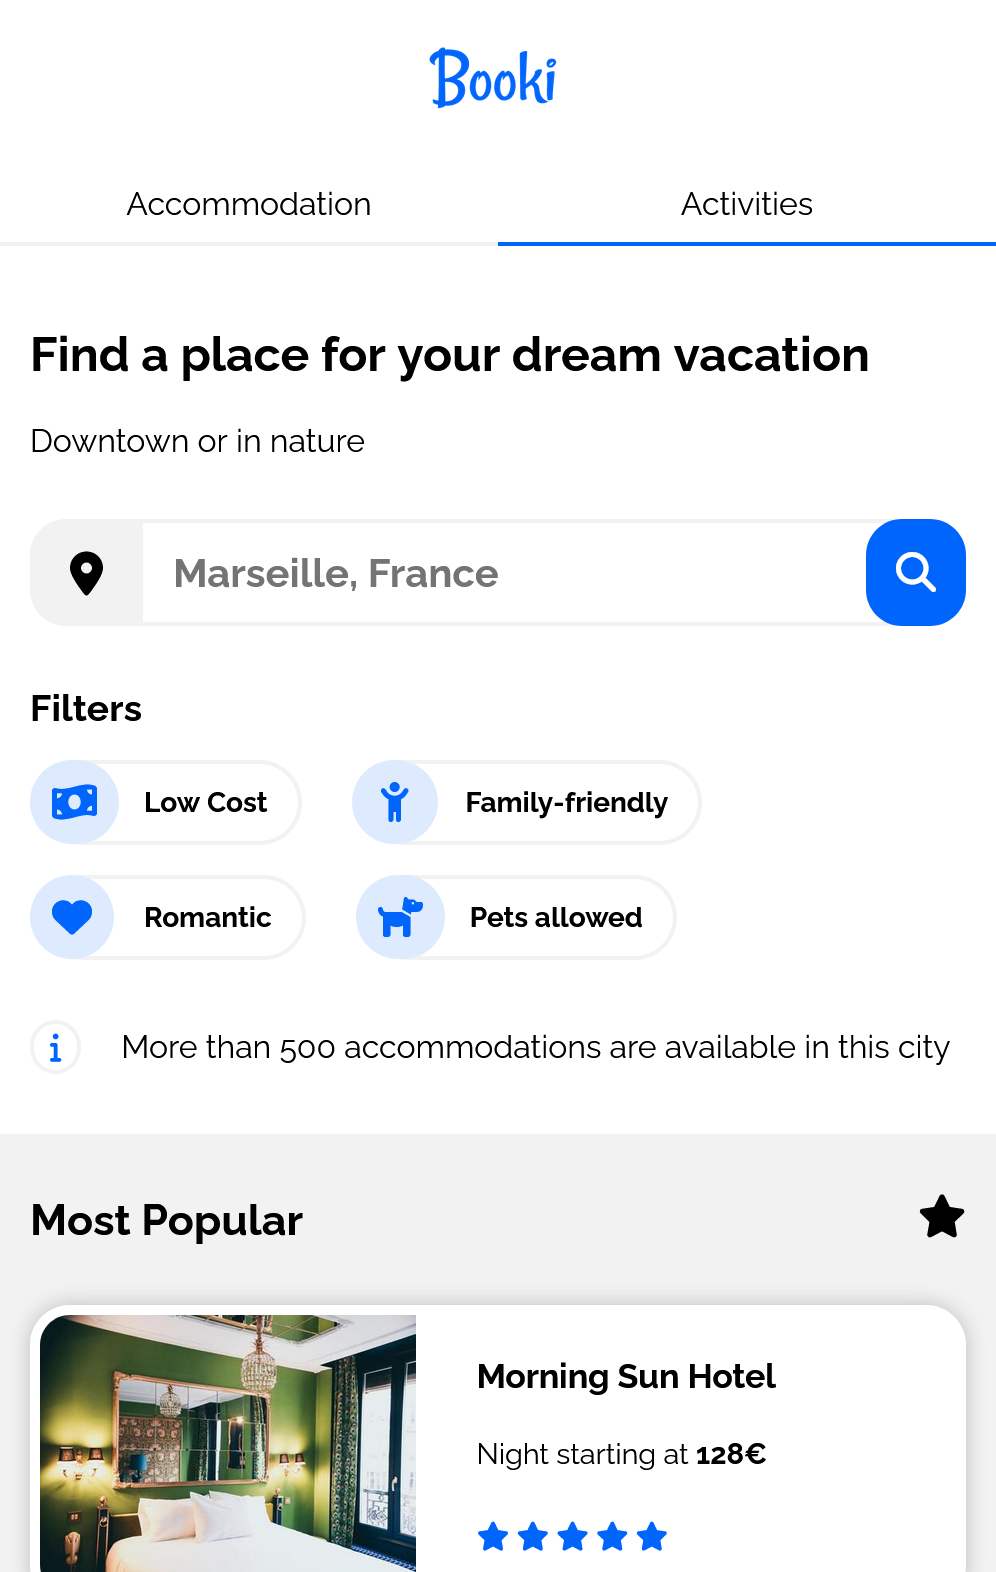 Booki
Accommodation
Activities
Find a place for your dream vacation
Downtown or in nature
Marseille, France
Filters
Low Cost
Family-friendly
Romantic
Pets allowed
More than 500 accommodations are available in this city
Most Popular
Morning Sun Hotel
Night starting at 128€